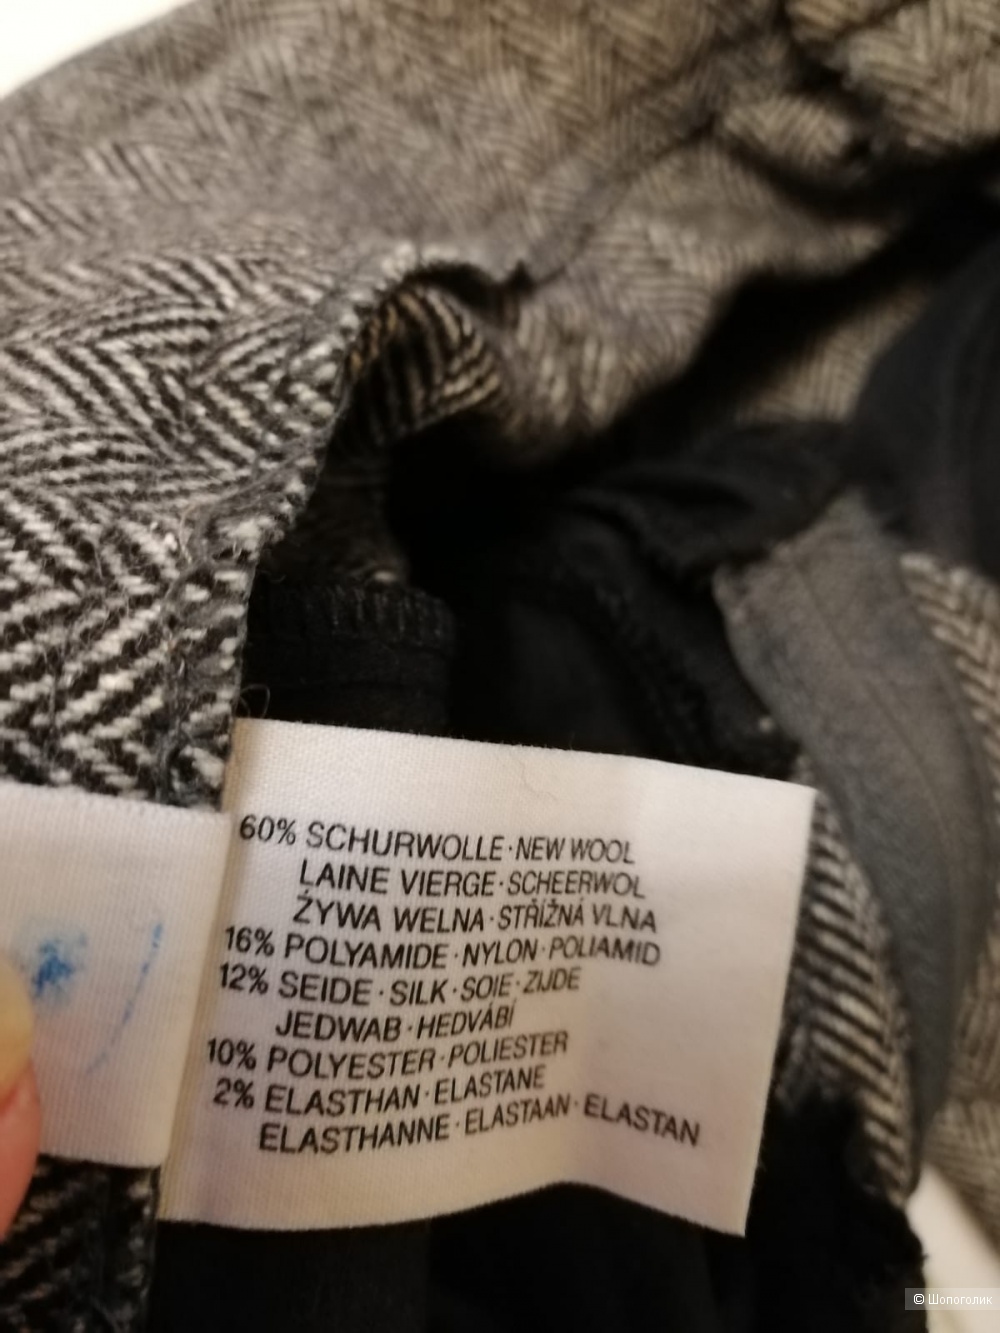 60% SCHURWOLLE·NEW WOOL
LAINE VIERGE·SCHEERWOL
ŻYWA WELNA·STŘÍŽNÁ VLNA
16% POLYAMIDE·NYLON·POLIAMID
12% SEIDE·SILK·SOIE·ZIJDE
JEDWAB·HEDVÁBÍ
10% POLYESTER·POLIESTER
2% ELASTHAN·ELASTANE
ELASTHANNE·ELASTAAN·ELASTAN
© Шопоголик